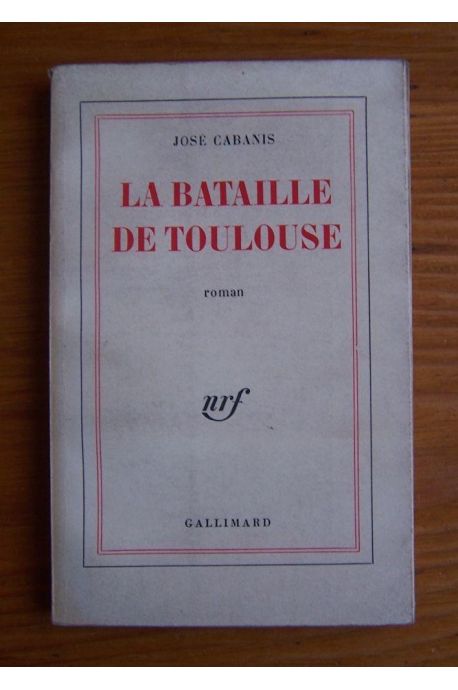 JOSÉ CABANIS
LA BATAILLE
DE TOULOUSE
roman
nrf
GALLIMARD